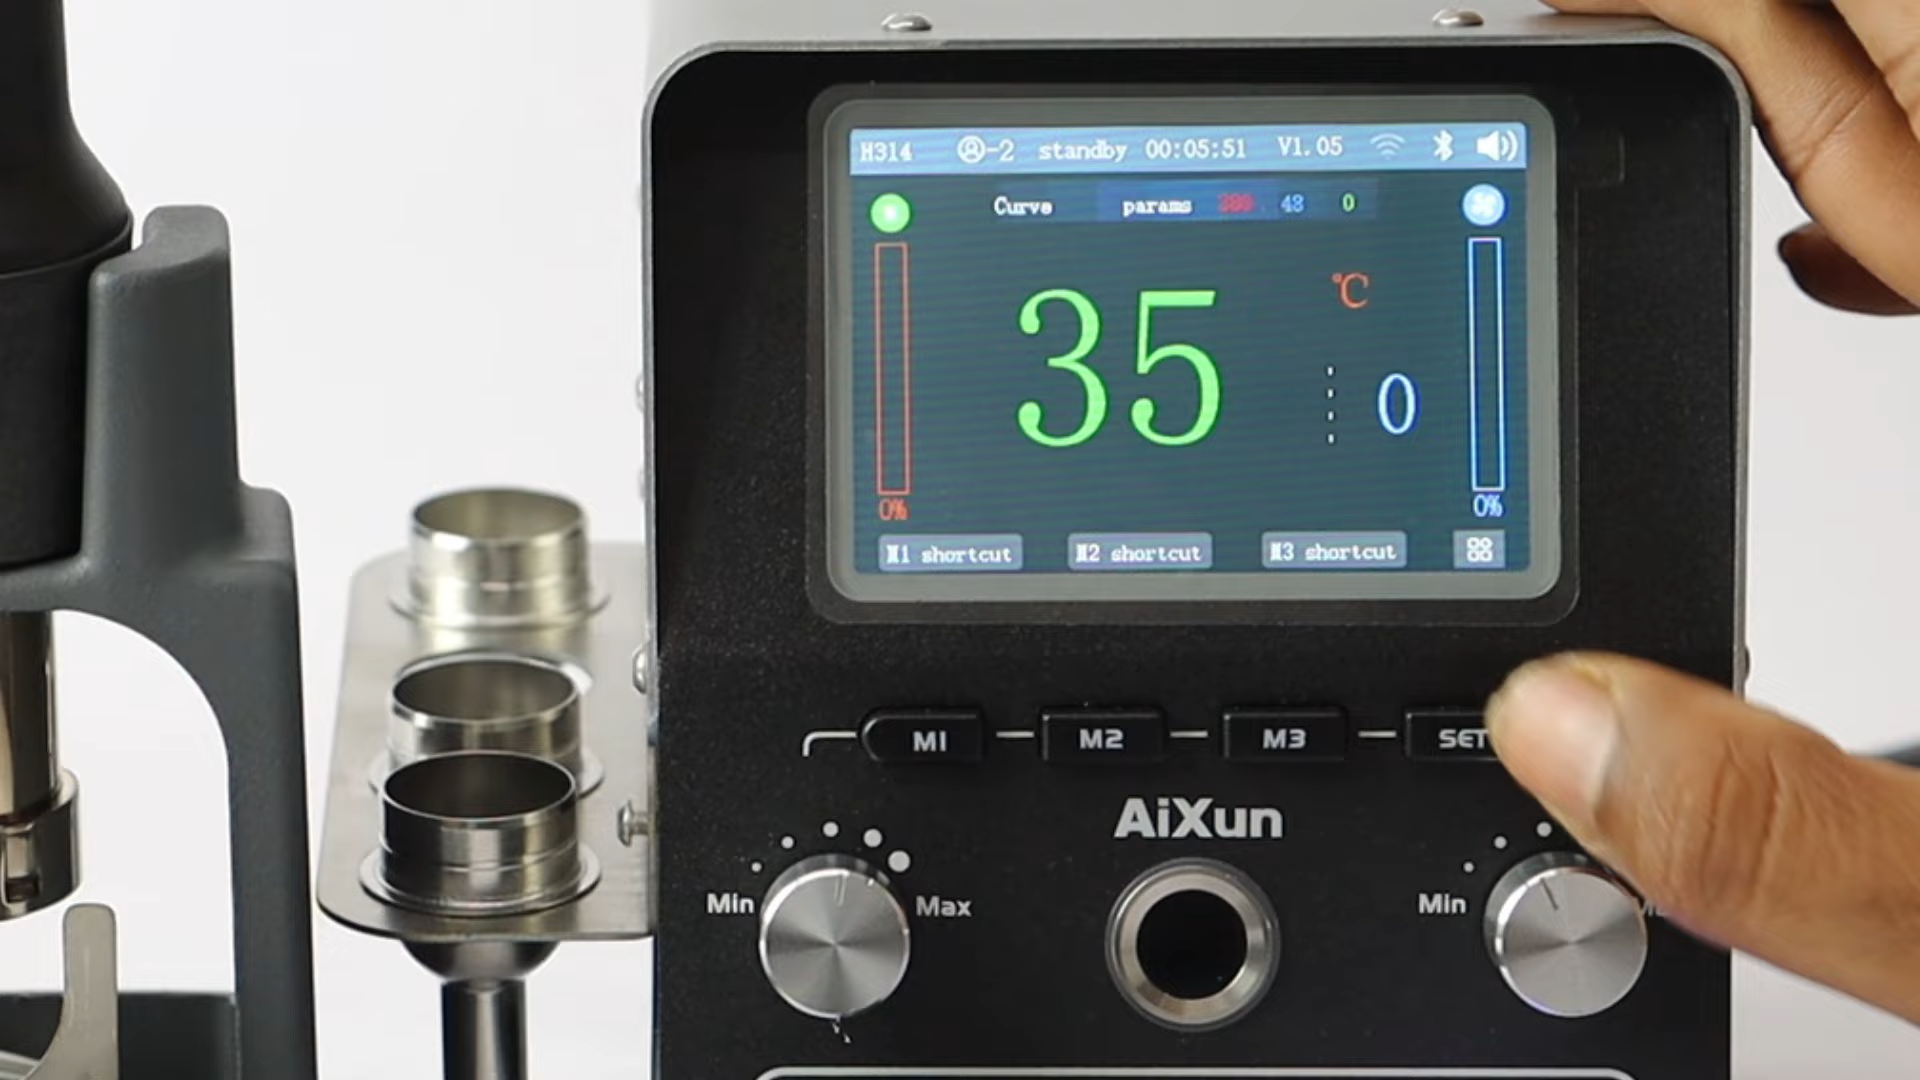 H314 -2 standby 00:05:51 V1.05
Curve params 43 0
35 ℃
0
0% 0%
M1 shortcut M2 shortcut M3 shortcut
M1 M2 M3 SET
AiXun
Min Max Min